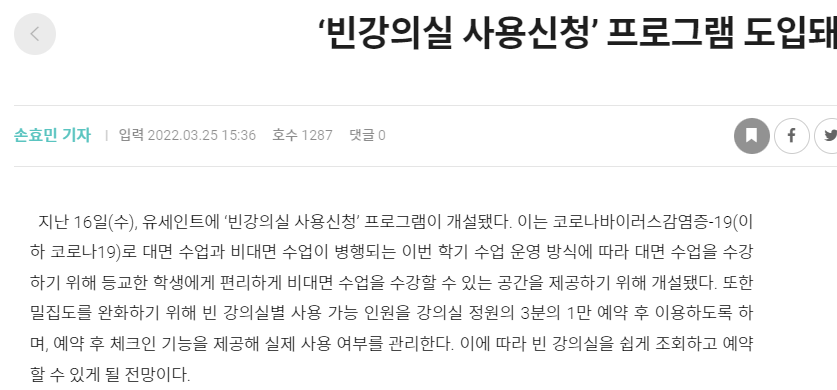 ‘빈강의실 사용신청’ 프로그램 도입돼
손효민 기자 | 입력 2022.03.25 15:36 호수 1287 댓글 0
지난 16일(수), 유세인트에 ‘빈강의실 사용신청’ 프로그램이 개설됐다. 이는 코로나바이러스감염증-19(이
하 코로나19)로 대면 수업과 비대면 수업이 병행되는 이번 학기 수업 운영 방식에 따라 대면 수업을 수강
하기 위해 등교한 학생에게 편리하게 비대면 수업을 수강할 수 있는 공간을 제공하기 위해 개설됐다. 또한
밀집도를 완화하기 위해 빈 강의실별 사용 가능 인원을 강의실 정원의 3분의 1만 예약 후 이용하도록 하
며, 예약 후 체크인 기능을 제공해 실제 사용 여부를 관리한다. 이에 따라 빈 강의실을 쉽게 조회하고 예약
할 수 있게 될 전망이다.